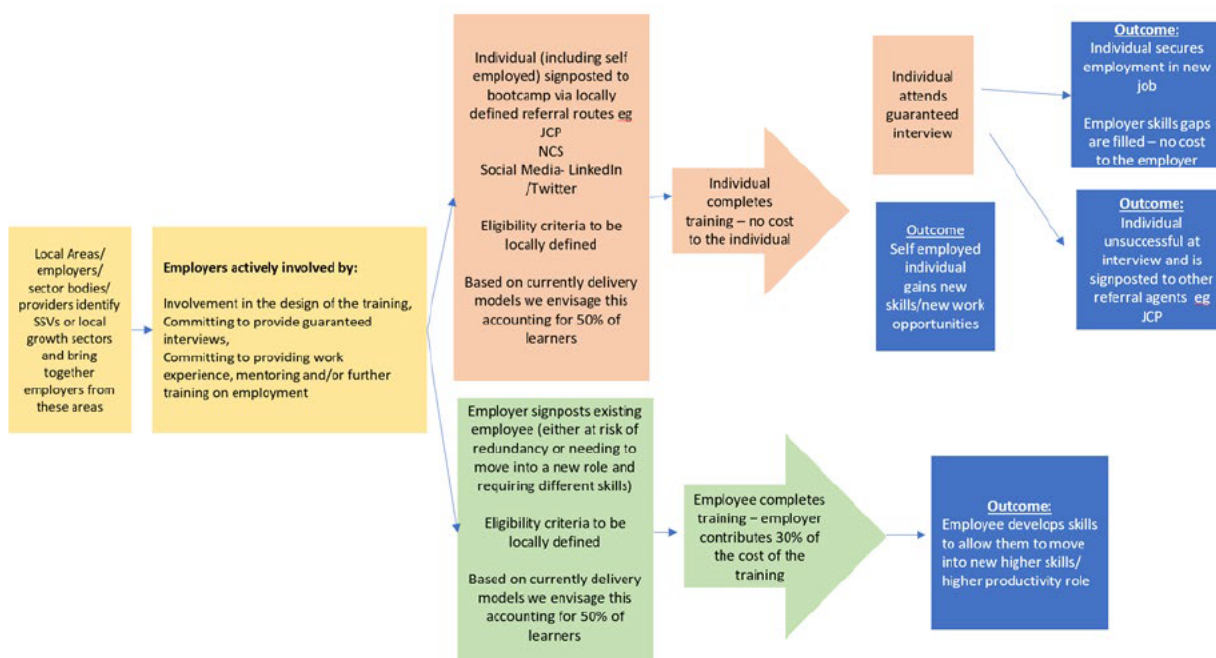 Local Areas/
employers/
sector bodies/
providers identify
SSVs or local
growth sectors
and bring
together
employers from
these areas
Employers actively involved by:
Involvement in the design of the training,
Committing to provide guaranteed
interviews,
Committing to providing work
experience, mentoring and/or further
training on employment
Individual (including self
employed) signposted to
bootcamp via locally
defined referral routes eg
JCP
NCS
Social Media- LinkedIn
/Twitter
Eligibility criteria to be
locally defined
Based on currently delivery
models we envisage this
accounting for 50% of
learners
Individual
completes
training – no cost
to the individual
Individual
attends
guaranteed
interview
Outcome
Self employed
individual
gains new
skills/new work
opportunities
Outcome:
Individual secures
employment in new
job
Employer skills gaps
are filled – no cost
to the employer
Outcome:
Individual
unsuccessful at
interview and is
signposted to other
referral agents eg
JCP
Employer signposts existing
employee (either at risk of
redundancy or needing to
move into a new role and
requiring different skills)
Eligibility criteria to be
locally defined
Based on currently delivery
models we envisage this
accounting for 50% of
learners
Employee completes
training – employer
contributes 30% of
the cost of the
training
Outcome:
Employee develops skills
to allow them to move
into new higher skills/
higher productivity role